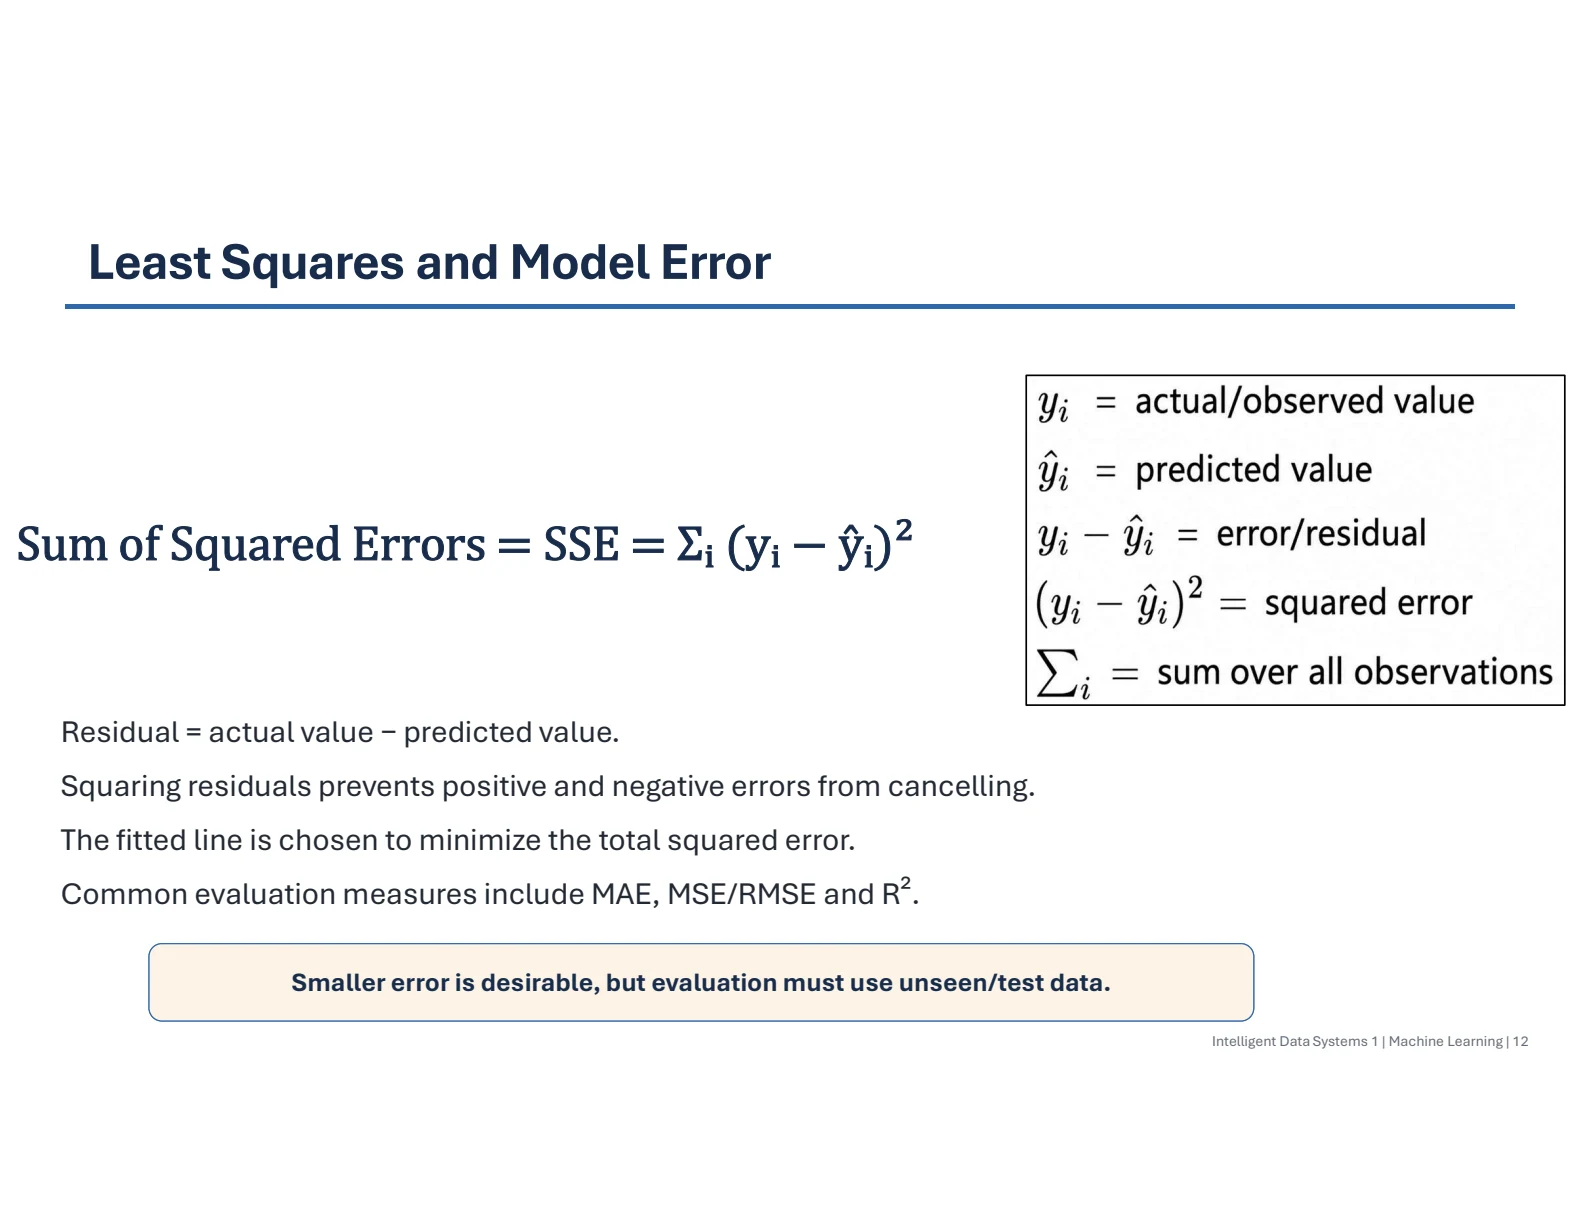 Least Squares and Model Error
Sum of Squared Errors = SSE = Σᵢ (yᵢ − ŷᵢ)²
yᵢ = actual/observed value
ŷᵢ = predicted value
yᵢ − ŷᵢ = error/residual
(yᵢ − ŷᵢ)² = squared error
∑ᵢ = sum over all observations
Residual = actual value − predicted value.
Squaring residuals prevents positive and negative errors from cancelling.
The fitted line is chosen to minimize the total squared error.
Common evaluation measures include MAE, MSE/RMSE and R².
Smaller error is desirable, but evaluation must use unseen/test data.
Intelligent Data Systems 1 | Machine Learning | 12